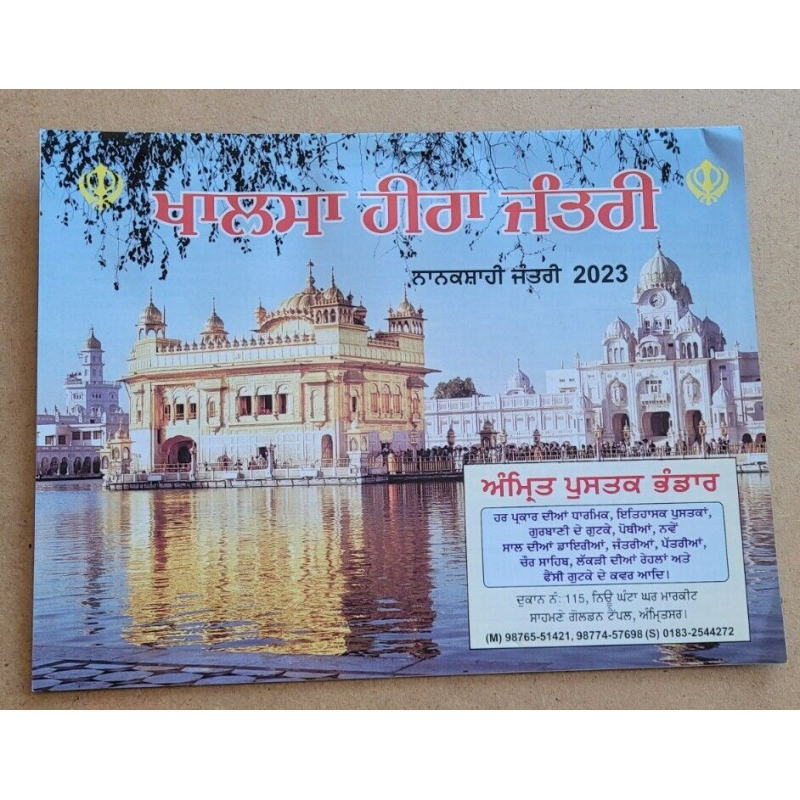 ਖਾਲਸਾ ਹੀਰਾ ਜੰਤਰੀ
ਨਾਨਕਸ਼ਾਹੀ ਜੰਤਰੀ 2023
ਅੰਮ੍ਰਿਤ ਪੁਸਤਕ ਭੰਡਾਰ
ਹਰ ਪ੍ਰਕਾਰ ਦੀਆਂ ਧਾਰਮਿਕ, ਇਤਿਹਾਸਕ ਪੁਸਤਕਾਂ,
ਗੁਰਬਾਣੀ ਦੇ ਗੁਟਕੇ, ਪੋਥੀਆਂ, ਨਵੇਂ
ਸਾਲ ਦੀਆਂ ਡਾਇਰੀਆਂ, ਜੰਤਰੀਆਂ, ਪੱਤਰੀਆਂ,
ਚੌਰ ਸਾਹਿਬ, ਲੱਕੜੀ ਦੀਆਂ ਰੇਹਲਾਂ ਅਤੇ
ਫੈਂਸੀ ਗੁਟਕੇ ਦੇ ਕਵਰ ਆਦਿ।
ਦੁਕਾਨ ਨੰ: 115, ਨਿਊ ਘੰਟਾ ਘਰ ਮਾਰਕੀਟ
ਸਾਹਮਣੇ ਗੋਲਡਨ ਟੈਂਪਲ, ਅੰਮ੍ਰਿਤਸਰ।
(M) 98765-51421, 98774-57698 (S) 0183-2544272